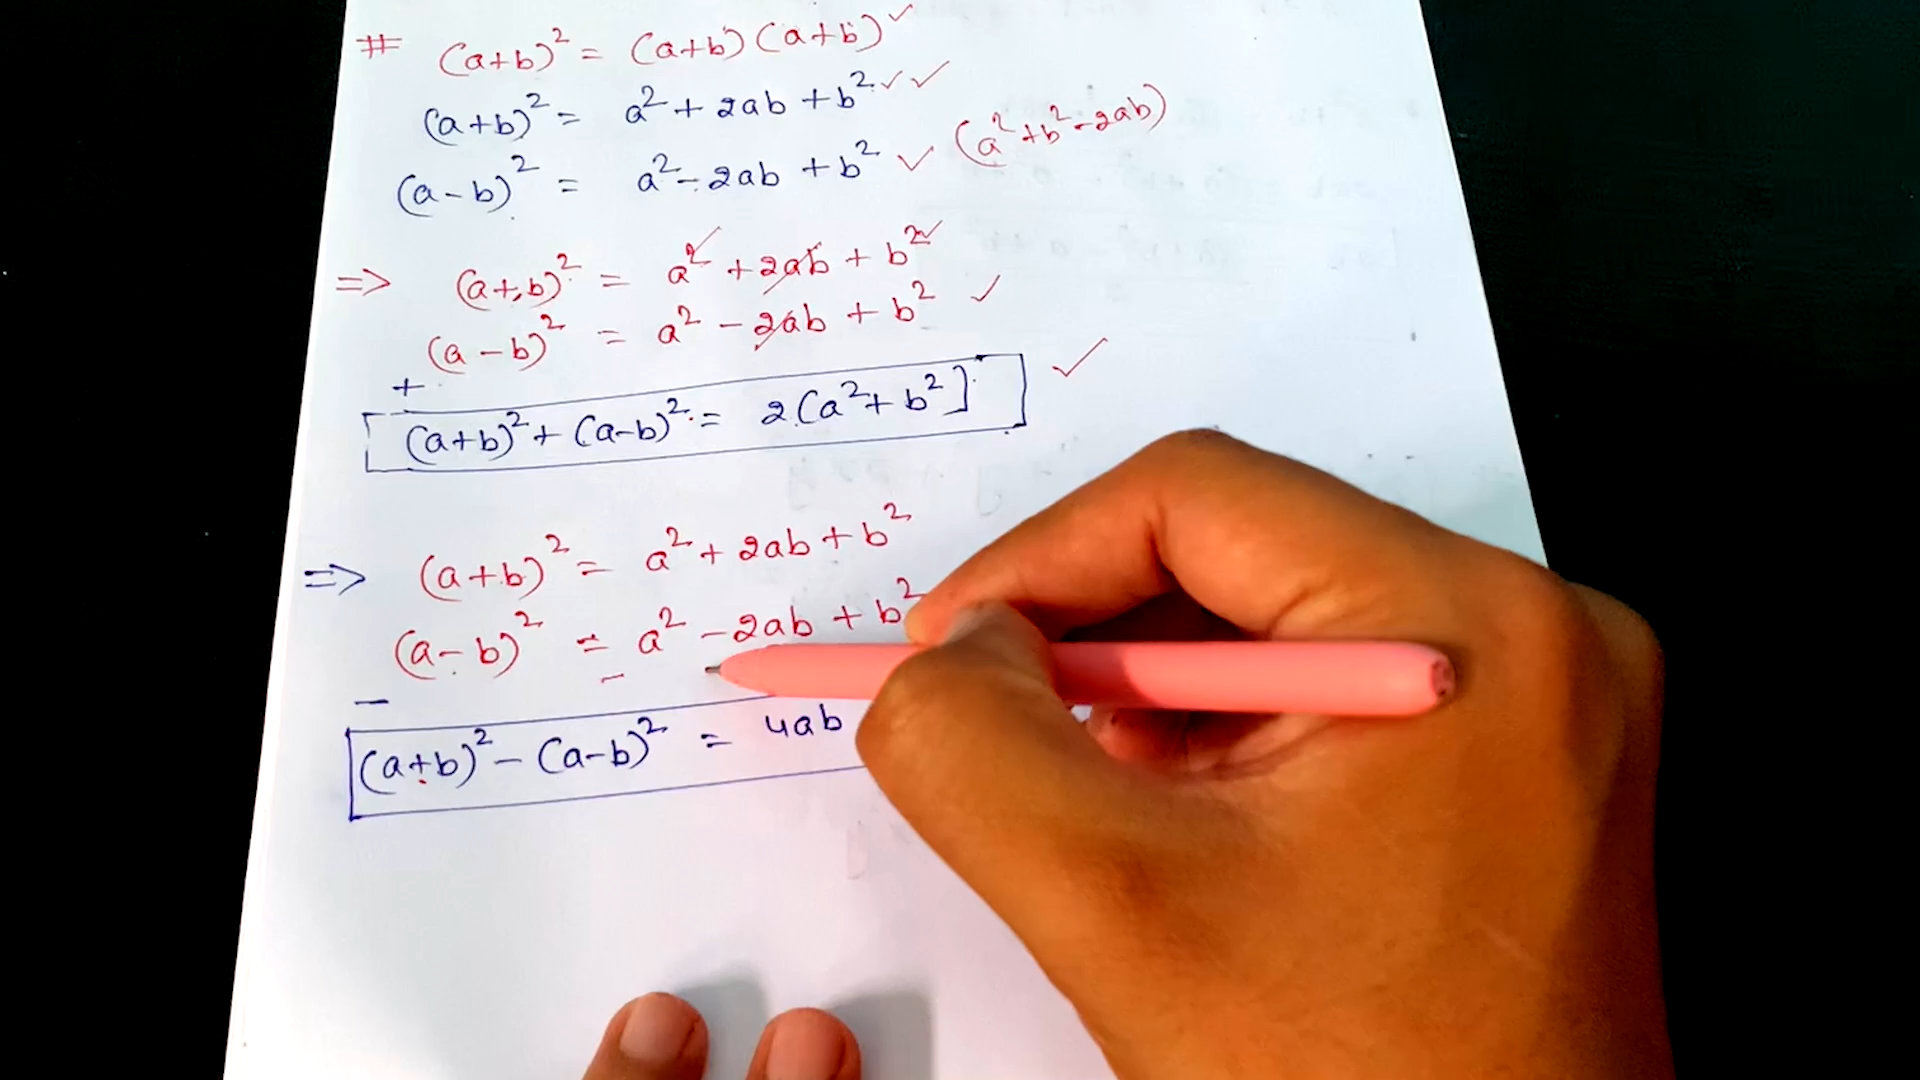 # (a+b)² = (a+b)(a+b) ✓
(a+b)² = a² + 2ab + b² ✓✓
(a-b)² = a² - 2ab + b² ✓ (a²+b²-2ab)
=> (a+b)² = a² + 2ab + b²
(a-b)² = a² - 2ab + b² ✓
+
(a+b)² + (a-b)² = 2(a² + b²] ✓
=> (a+b)² = a² + 2ab + b²
(a-b)² = a² - 2ab + b²
- -
(a+b)² - (a-b)² = 4ab